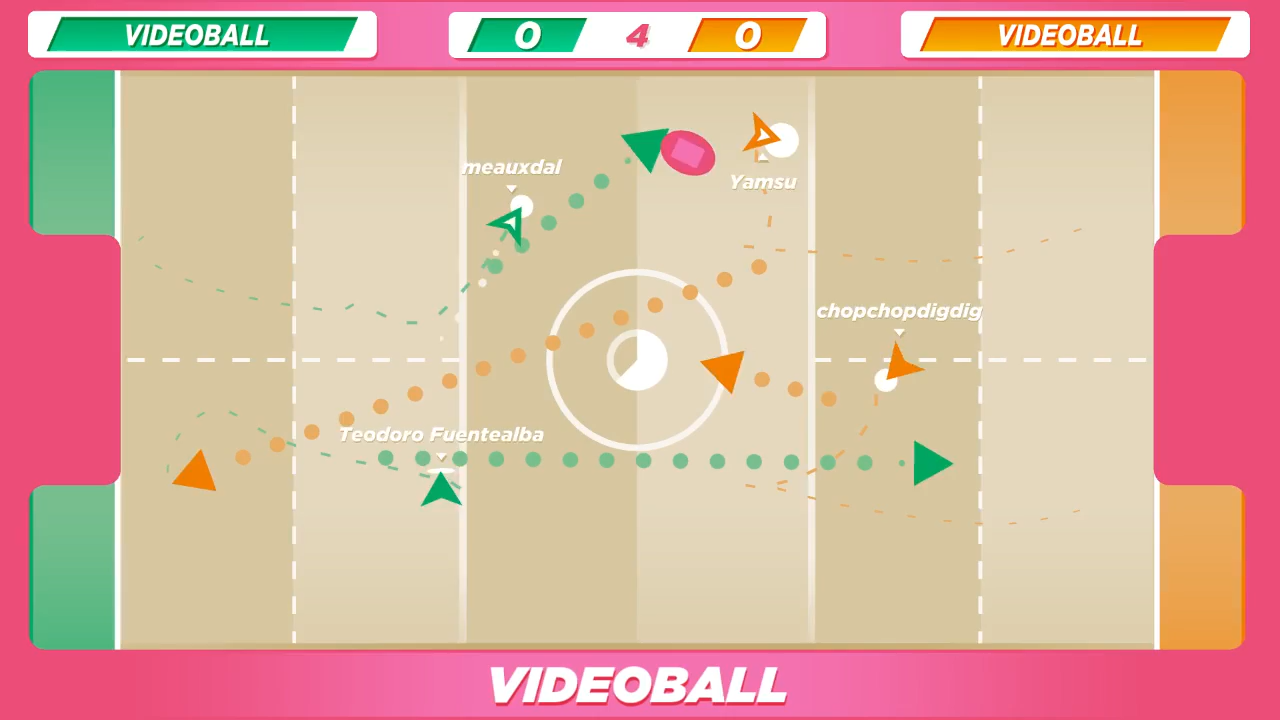 VIDEOBALL
0 4 0
VIDEOBALL
meauxdal
Yamsu
chopchopdigdig
Teodoro Fuentealba
VIDEOBALL